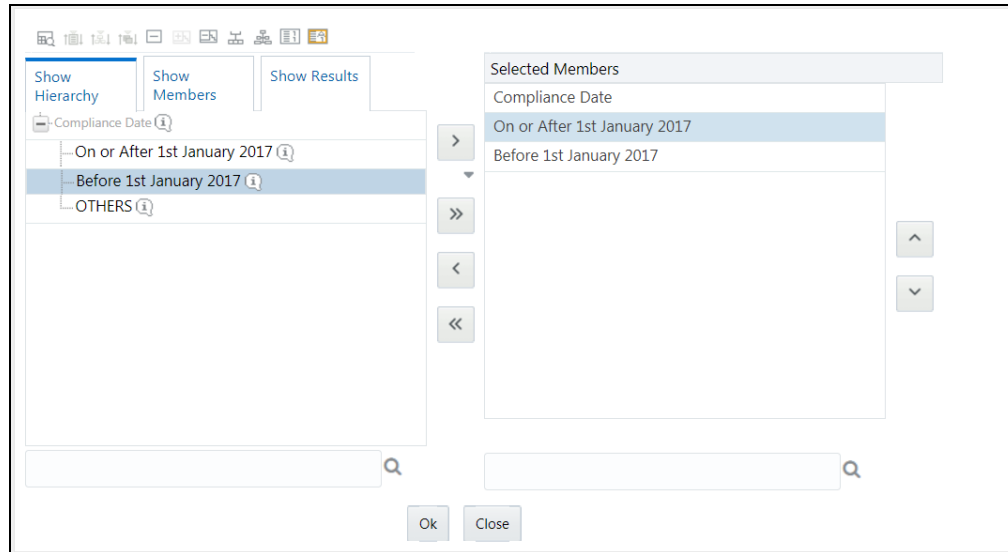 Show Hierarchy
Show Members
Show Results
Compliance Date
On or After 1st January 2017
Before 1st January 2017
OTHERS
Selected Members
Compliance Date
On or After 1st January 2017
Before 1st January 2017
Ok
Close